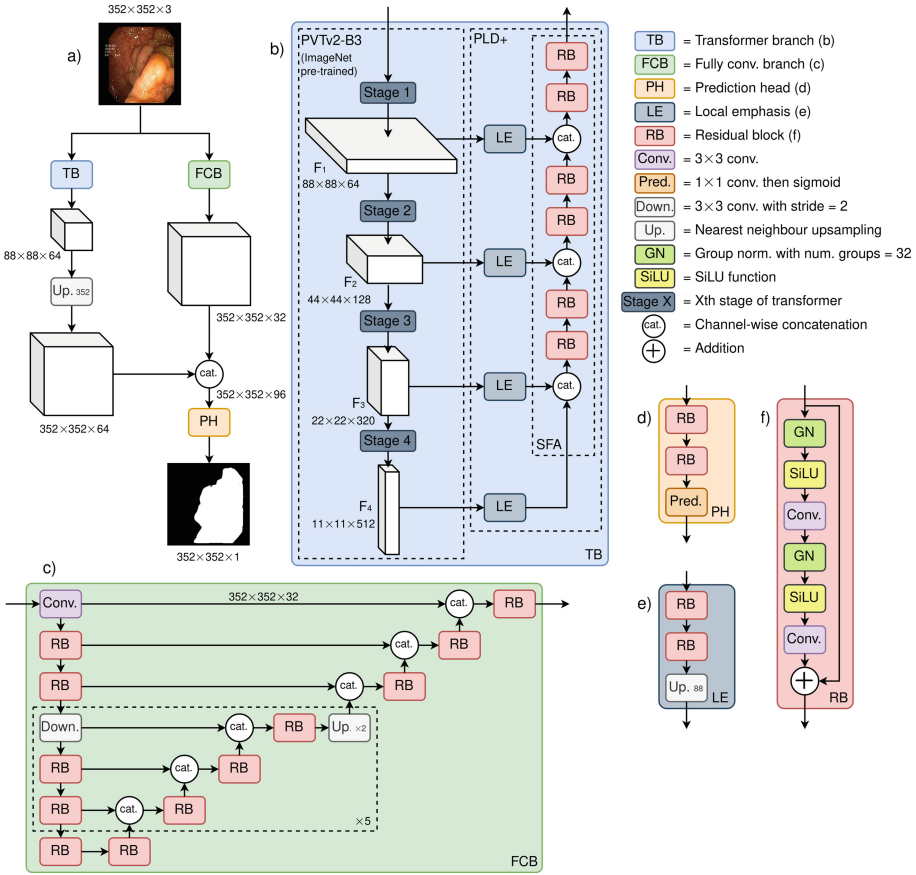 352×352×3
a)
TB
FCB
88×88×64
Up. 352
352×352×32
352×352×64
cat.
352×352×96
PH
352×352×1
b)
PVTv2-B3
(ImageNet
pre-trained)
PLD+
Stage 1
F1
88×88×64
Stage 2
F2
44×44×128
Stage 3
F3
22×22×320
Stage 4
F4
11×11×512
LE
LE
LE
LE
RB
RB
cat.
RB
RB
cat.
RB
RB
cat.
SFA
TB
TB = Transformer branch (b)
FCB = Fully conv. branch (c)
PH = Prediction head (d)
LE = Local emphasis (e)
RB = Residual block (f)
Conv. = 3×3 conv.
Pred. = 1×1 conv. then sigmoid
Down. = 3×3 conv. with stride = 2
Up. = Nearest neighbour upsampling
GN = Group norm. with num. groups = 32
SiLU = SiLU function
Stage X = Xth stage of transformer
cat. = Channel-wise concatenation
+ = Addition
c)
Conv. 352×352×32 cat. RB
RB cat. RB
RB cat. RB
Down. cat. RB Up. ×2
RB cat. RB
RB cat. RB
×5
RB RB
FCB
d)
RB
RB
Pred.
PH
e)
RB
RB
Up. 88
LE
f)
GN
SiLU
Conv.
GN
SiLU
Conv.
+
RB